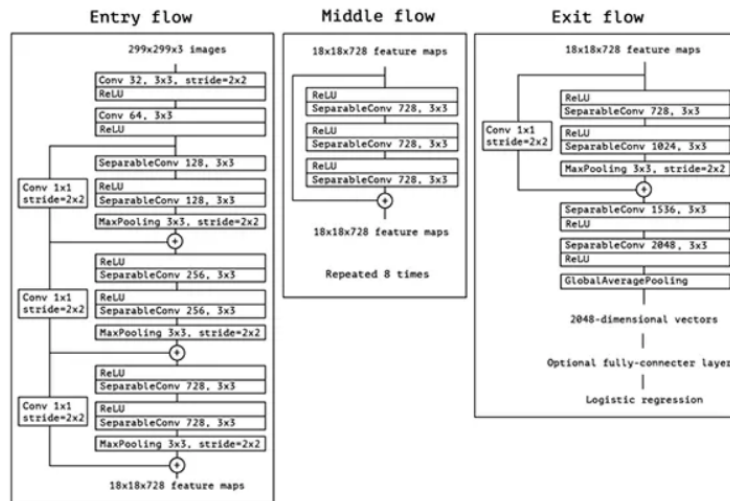 Entry flow
299x299x3 images
Conv 32, 3x3, stride=2x2
ReLU
Conv 64, 3x3
ReLU
SeparableConv 128, 3x3
Conv 1x1
stride=2x2
ReLU
SeparableConv 128, 3x3
MaxPooling 3x3, stride=2x2
+
ReLU
SeparableConv 256, 3x3
Conv 1x1
stride=2x2
ReLU
SeparableConv 256, 3x3
MaxPooling 3x3, stride=2x2
+
ReLU
SeparableConv 728, 3x3
Conv 1x1
stride=2x2
ReLU
SeparableConv 728, 3x3
MaxPooling 3x3, stride=2x2
+
18x18x728 feature maps
Middle flow
18x18x728 feature maps
ReLU
SeparableConv 728, 3x3
ReLU
SeparableConv 728, 3x3
ReLU
SeparableConv 728, 3x3
+
18x18x728 feature maps
Repeated 8 times
Exit flow
18x18x728 feature maps
ReLU
SeparableConv 728, 3x3
Conv 1x1
stride=2x2
ReLU
SeparableConv 1024, 3x3
MaxPooling 3x3, stride=2x2
+
SeparableConv 1536, 3x3
ReLU
SeparableConv 2048, 3x3
ReLU
GlobalAveragePooling
2048-dimensional vectors
Optional fully-connecter layer
Logistic regression